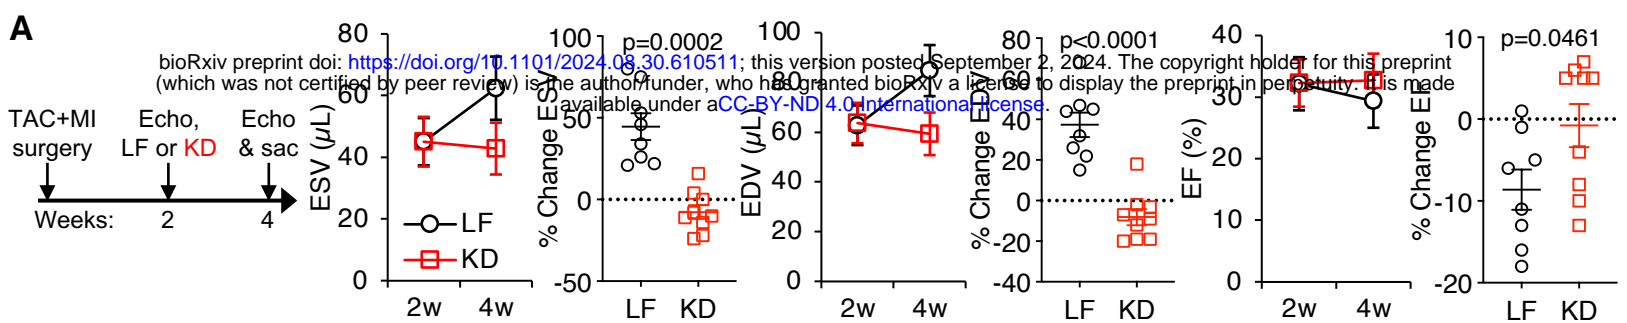 A
bioRxiv preprint doi: https://doi.org/10.1101/2024.08.30.610511; this version posted September 2, 2024. The copyright holder for this preprint
(which was not certified by peer review) is the author/funder, who has granted bioRxiv a license to display the preprint in perpetuity. It is made
available under aCC-BY-ND 4.0 International license.
TAC+MI
surgery
Echo,
LF or KD
Echo
& sac
Weeks:
2
4
ESV (µL)
80
60
40
20
0
LF
KD
2w
4w
% Change ESV
100
50
0
-50
p=0.0002
LF
KD
EDV (µL)
100
80
60
40
20
0
2w
4w
% Change EDV
80
60
40
20
0
-20
-40
p<0.0001
LF
KD
EF (%)
40
30
20
10
0
2w
4w
% Change EF
10
0
-10
-20
p=0.0461
LF
KD